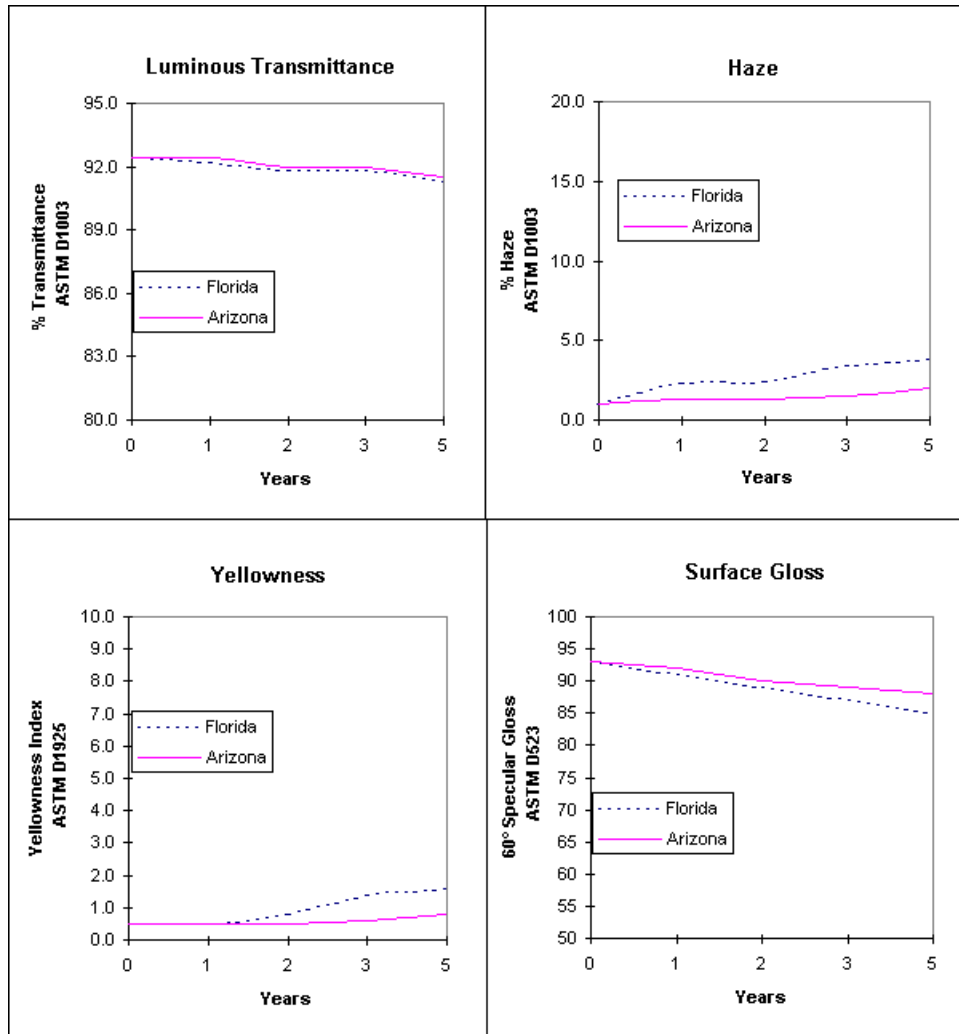 Luminous Transmittance
% Transmittance
ASTM D1003
95.0
92.0
89.0
86.0
83.0
80.0
Florida
Arizona
0 1 2 3 5
Years
Haze
% Haze
ASTM D1003
20.0
15.0
10.0
5.0
0.0
Florida
Arizona
0 1 2 3 5
Years
Yellowness
Yellowness Index
ASTM D1925
10.0
9.0
8.0
7.0
6.0
5.0
4.0
3.0
2.0
1.0
0.0
Florida
Arizona
0 1 2 3 5
Years
Surface Gloss
60° Specular Gloss
ASTM D523
100
95
90
85
80
75
70
65
60
55
50
Florida
Arizona
0 1 2 3 5
Years